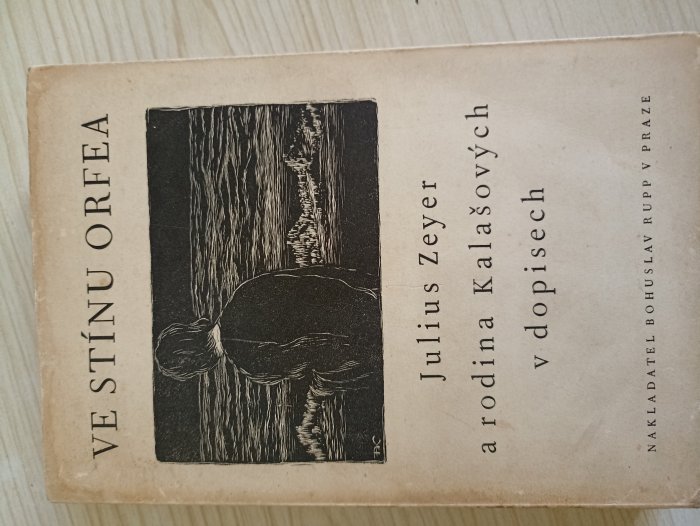 VE STÍNU ORFEA
Julius Zeyer
a rodina Kalašových
v dopisech
NAKLADATEL BOHUSLAV RUPP V PRAZE